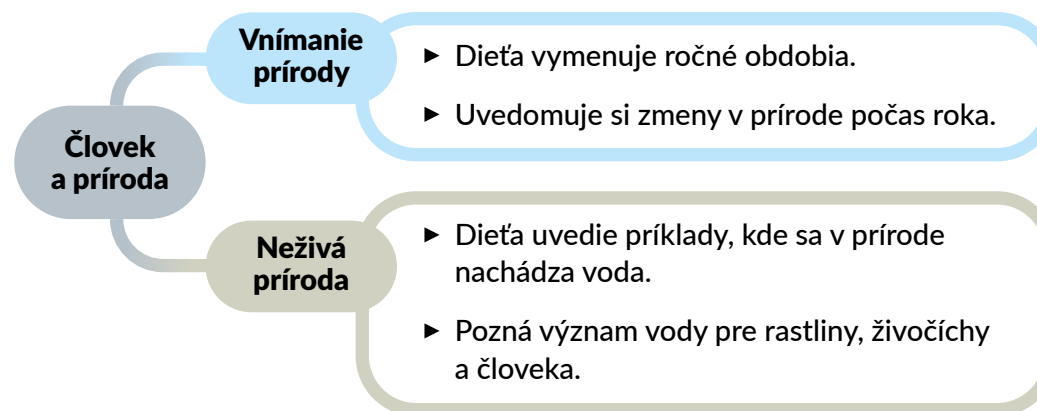 Človek
a príroda
Vnímanie
prírody
► Dieťa vymenuje ročné obdobia.
► Uvedomuje si zmeny v prírode počas roka.
Neživá
príroda
► Dieťa uvedie príklady, kde sa v prírode
nachádza voda.
► Pozná význam vody pre rastliny, živočíchy
a človeka.